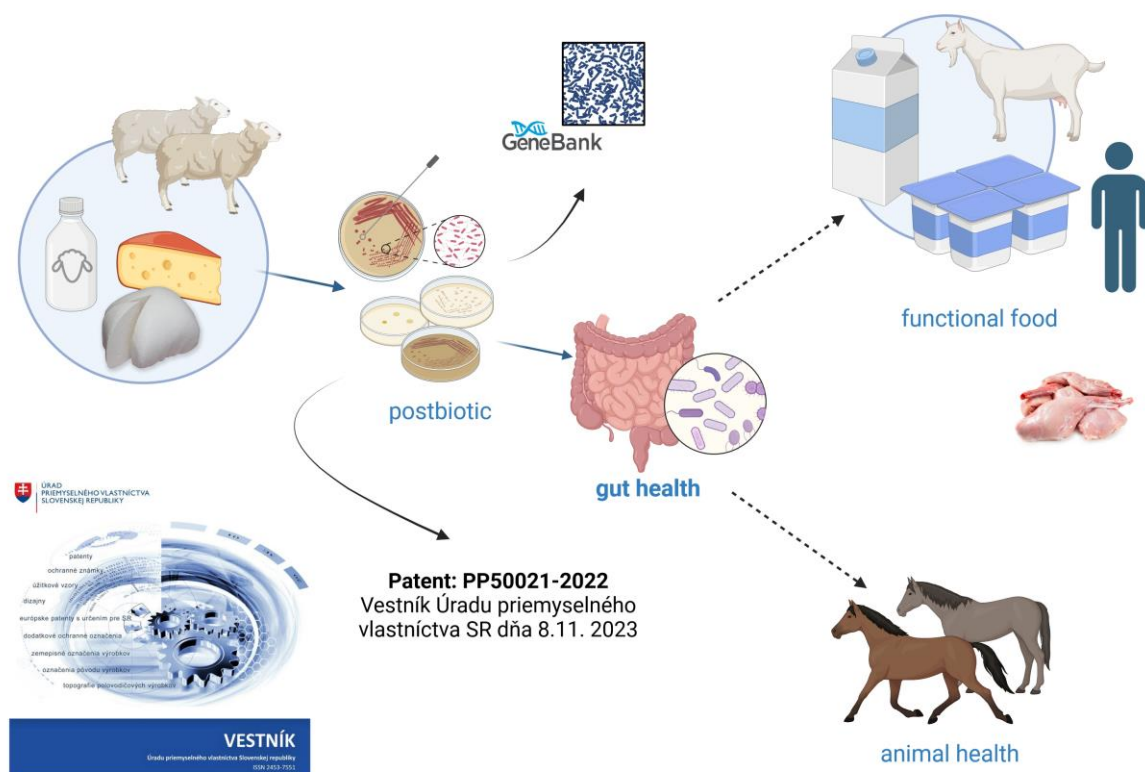 GeneBank
functional food
postbiotic
gut health
ÚRAD
PRIEMYSELNÉHO VLASTNÍCTVA
SLOVENSKEJ REPUBLIKY
patenty
ochranné známky
úžitkové vzory
dizajny
európske patenty s určením pre SR
dodatkové ochranné osvedčenia
zemepisné označenia výrobkov
označenia pôvodu výrobkov
topografie polovodičových výrobkov
Patent: PP50021-2022
Vestník Úradu priemyselného
vlastníctva SR dňa 8.11. 2023
VESTNÍK
Úradu priemyselného vlastníctva Slovenskej republiky
ISSN 2453-7551
animal health